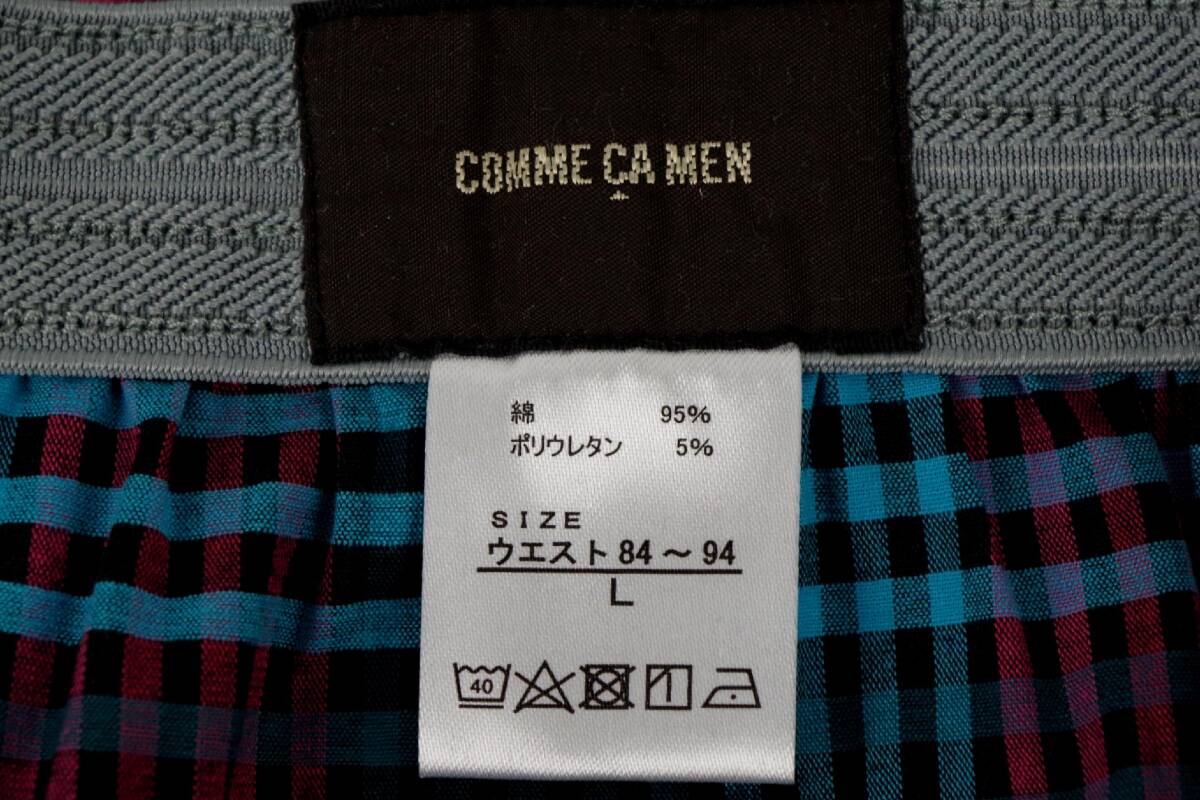 COMME ÇA MEN
綿 95%
ポリウレタン 5%
SIZE
ウエスト 84 ～ 94
L
40